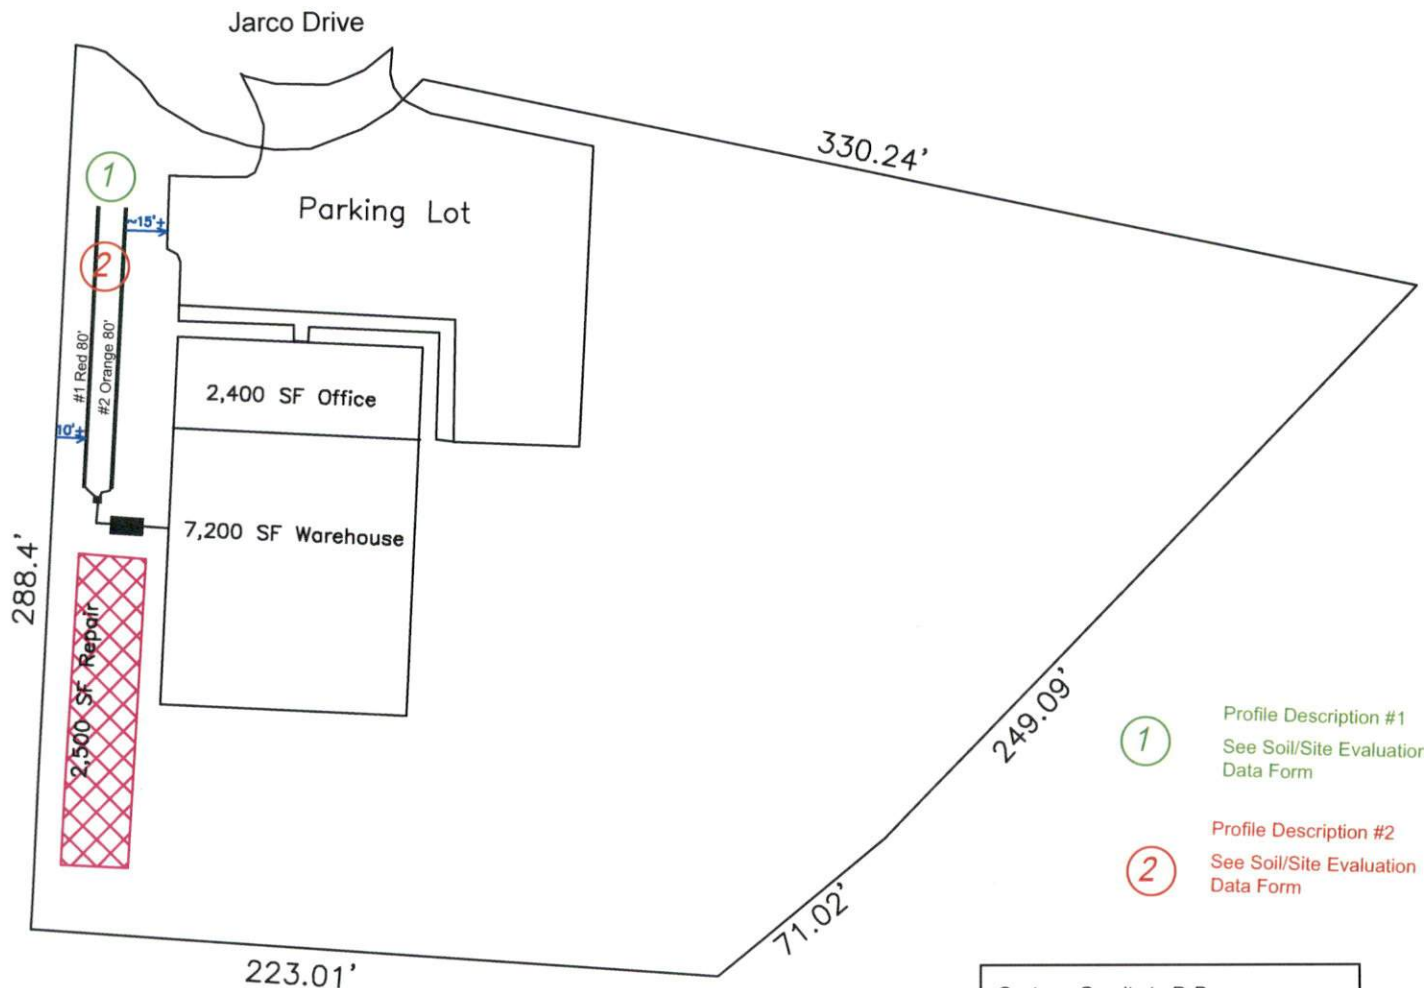 Jarco Drive
330.24'
1
~15'+
Parking Lot
2
#1 Red 80'
#2 Orange 80'
2,400 SF Office
10'+
7,200 SF Warehouse
288.4'
2,500 SF Repair
249.09'
1
Profile Description #1
See Soil/Site Evaluation
Data Form
2
Profile Description #2
See Soil/Site Evaluation
Data Form
71.02'
223.01'